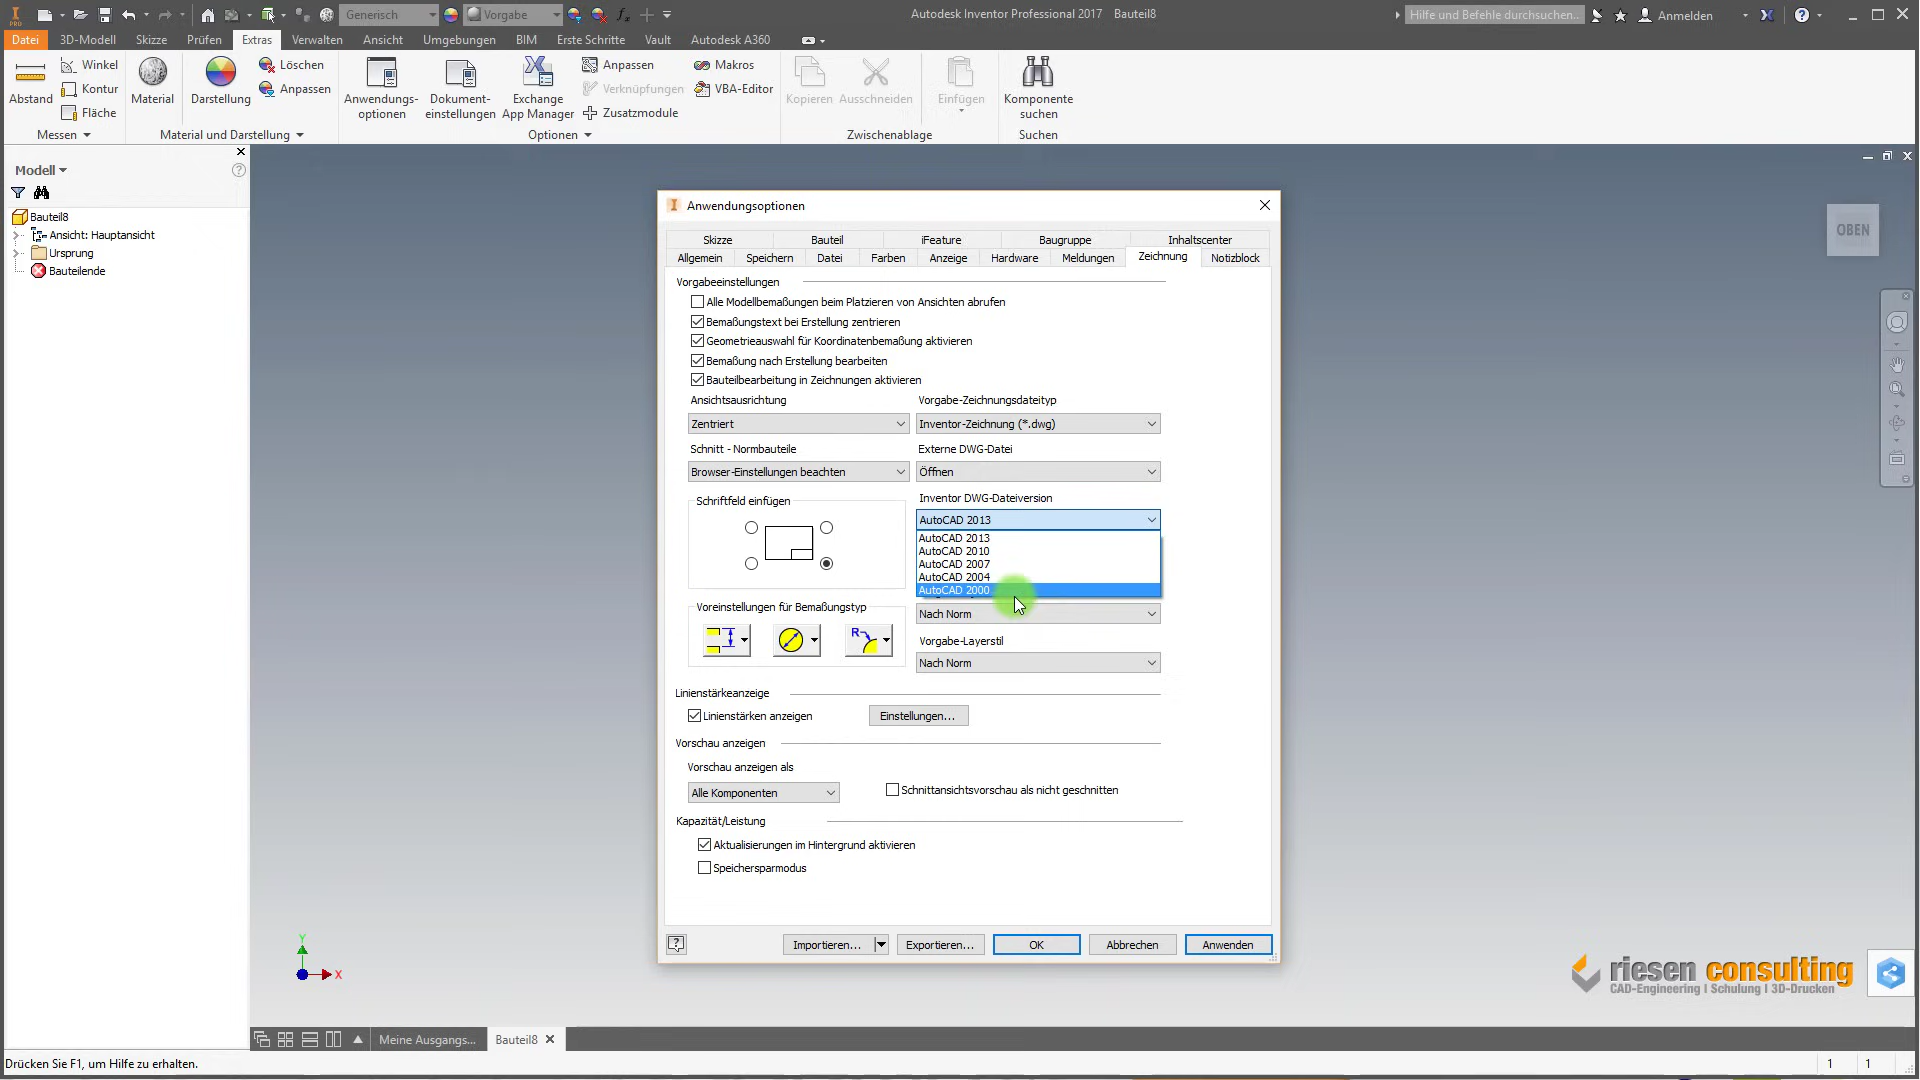 Generisch
Vorgabe
Autodesk Inventor Professional 2017 Bauteil8
Hilfe und Befehle durchsuchen...
Anmelden
Datei 3D-Modell Skizze Prüfen Extras Verwalten Ansicht Umgebungen BIM Erste Schritte Vault Autodesk A360
Abstand
Winkel
Kontur
Fläche
Messen
Material
Darstellung
Löschen
Anpassen
Material und Darstellung
Anwendungs-
optionen
Dokument-
einstellungen
Exchange
App Manager
Anpassen
Verknüpfungen
Zusatzmodule
Makros
VBA-Editor
Optionen
Kopieren
Ausschneiden
Einfügen
Zwischenablage
Komponente
suchen
Suchen
Modell
Bauteil8
Ansicht: Hauptansicht
Ursprung
Bauteilende
OBEN
Anwendungsoptionen
Skizze Bauteil iFeature Baugruppe Inhaltscenter
Allgemein Speichern Datei Farben Anzeige Hardware Meldungen Zeichnung Notizblock
Vorgabeeinstellungen
Alle Modellbemaßungen beim Platzieren von Ansichten abrufen
Bemaßungstext bei Erstellung zentrieren
Geometrieauswahl für Koordinatenbemaßung aktivieren
Bemaßung nach Erstellung bearbeiten
Bauteilbearbeitung in Zeichnungen aktivieren
Ansichtsausrichtung
Zentriert
Vorgabe-Zeichnungsdateityp
Inventor-Zeichnung (*.dwg)
Schnitt - Normbauteile
Browser-Einstellungen beachten
Externe DWG-Datei
Öffnen
Schriftfeld einfügen
Inventor DWG-Dateiversion
AutoCAD 2013
AutoCAD 2013
AutoCAD 2010
AutoCAD 2007
AutoCAD 2004
AutoCAD 2000
Nach Norm
Voreinstellungen für Bemaßungstyp
R
Vorgabe-Layerstil
Nach Norm
Linienstärkeanzeige
Linienstärken anzeigen
Einstellungen...
Vorschau anzeigen
Vorschau anzeigen als
Alle Komponenten
Schnittansichtsvorschau als nicht geschnitten
Kapazität/Leistung
Aktualisierungen im Hintergrund aktivieren
Speichersparmodus
Importieren... Exportieren... OK Abbrechen Anwenden
Y
X
riesen consulting
CAD-Engineering | Schulung | 3D-Drucken
Meine Ausgangs... Bauteil8
Drücken Sie F1, um Hilfe zu erhalten.
1 1